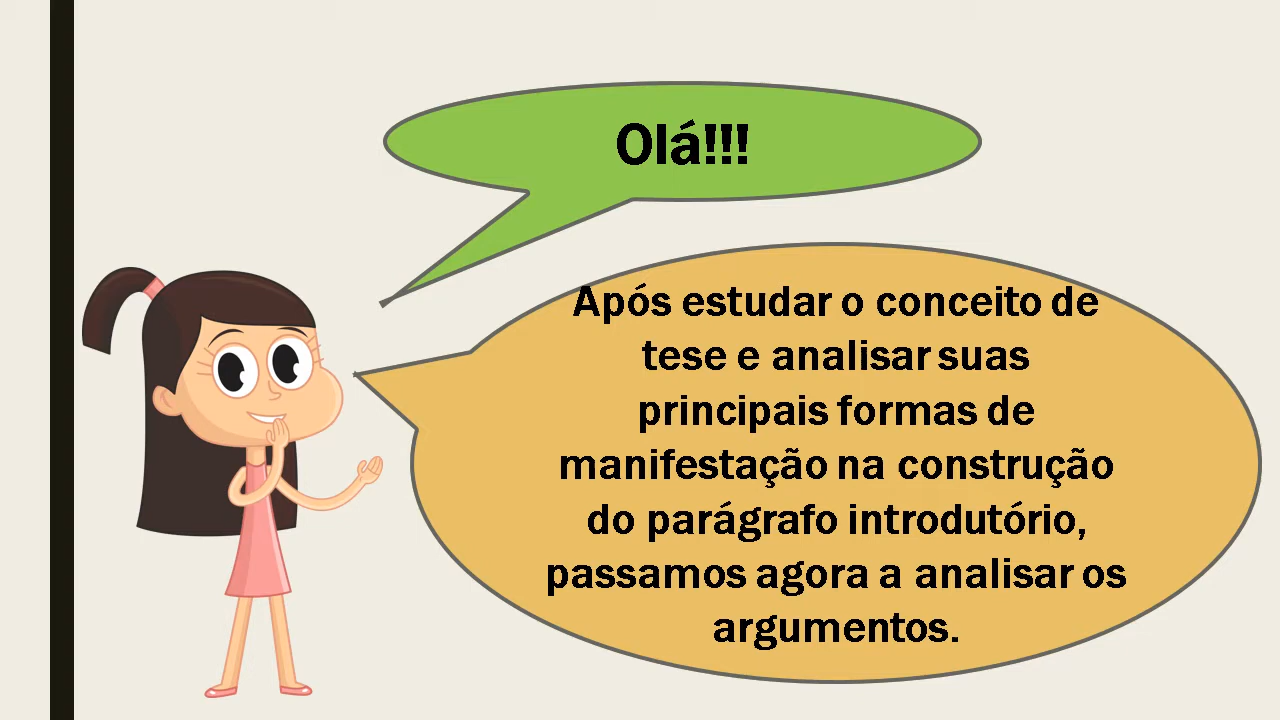 Olá!!!
Após estudar o conceito de
tese e analisar suas
principais formas de
manifestação na construção
do parágrafo introdutório,
passamos agora a analisar os
argumentos.